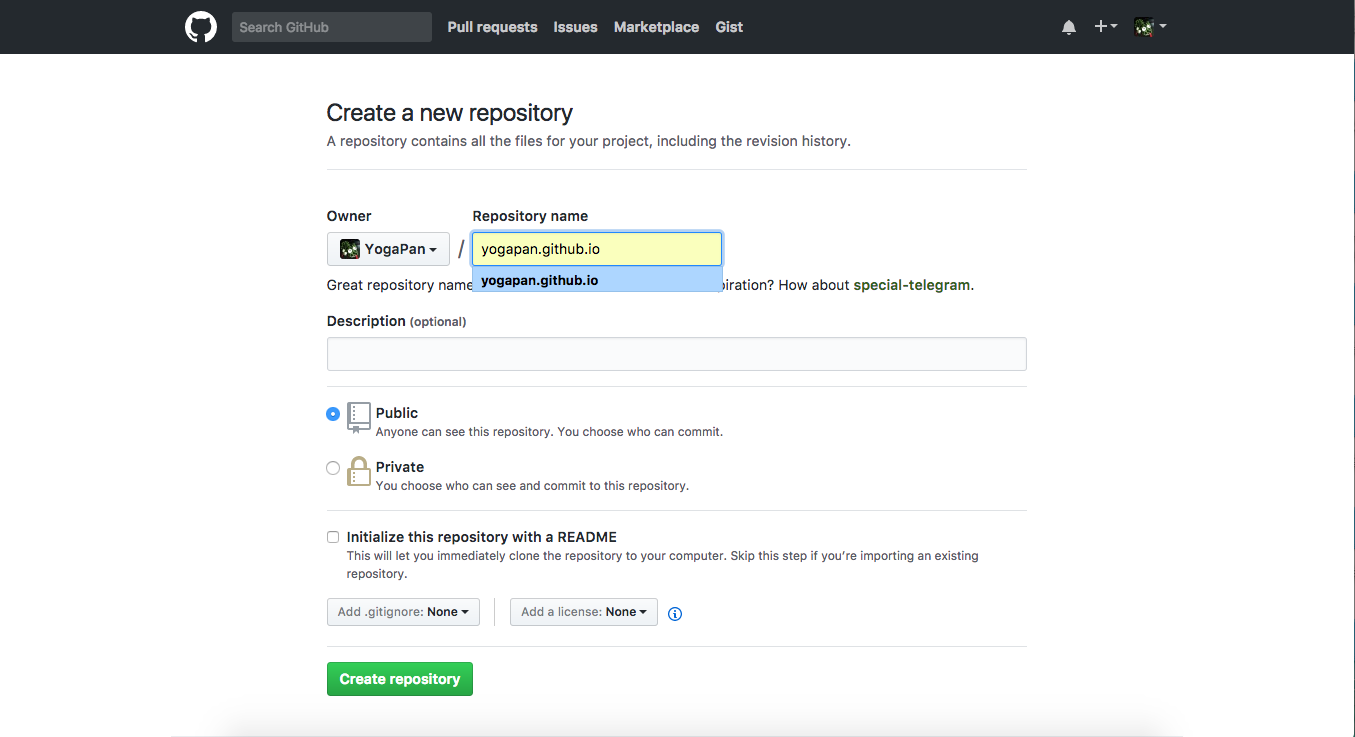 Search GitHub Pull requests Issues Marketplace Gist
Create a new repository
A repository contains all the files for your project, including the revision history.
Owner Repository name
YogaPan / yogapan.github.io
yogapan.github.io
Great repository name piration? How about special-telegram.
Description (optional)
Public
Anyone can see this repository. You choose who can commit.
Private
You choose who can see and commit to this repository.
Initialize this repository with a README
This will let you immediately clone the repository to your computer. Skip this step if you’re importing an existing
repository.
Add .gitignore: None Add a license: None
Create repository